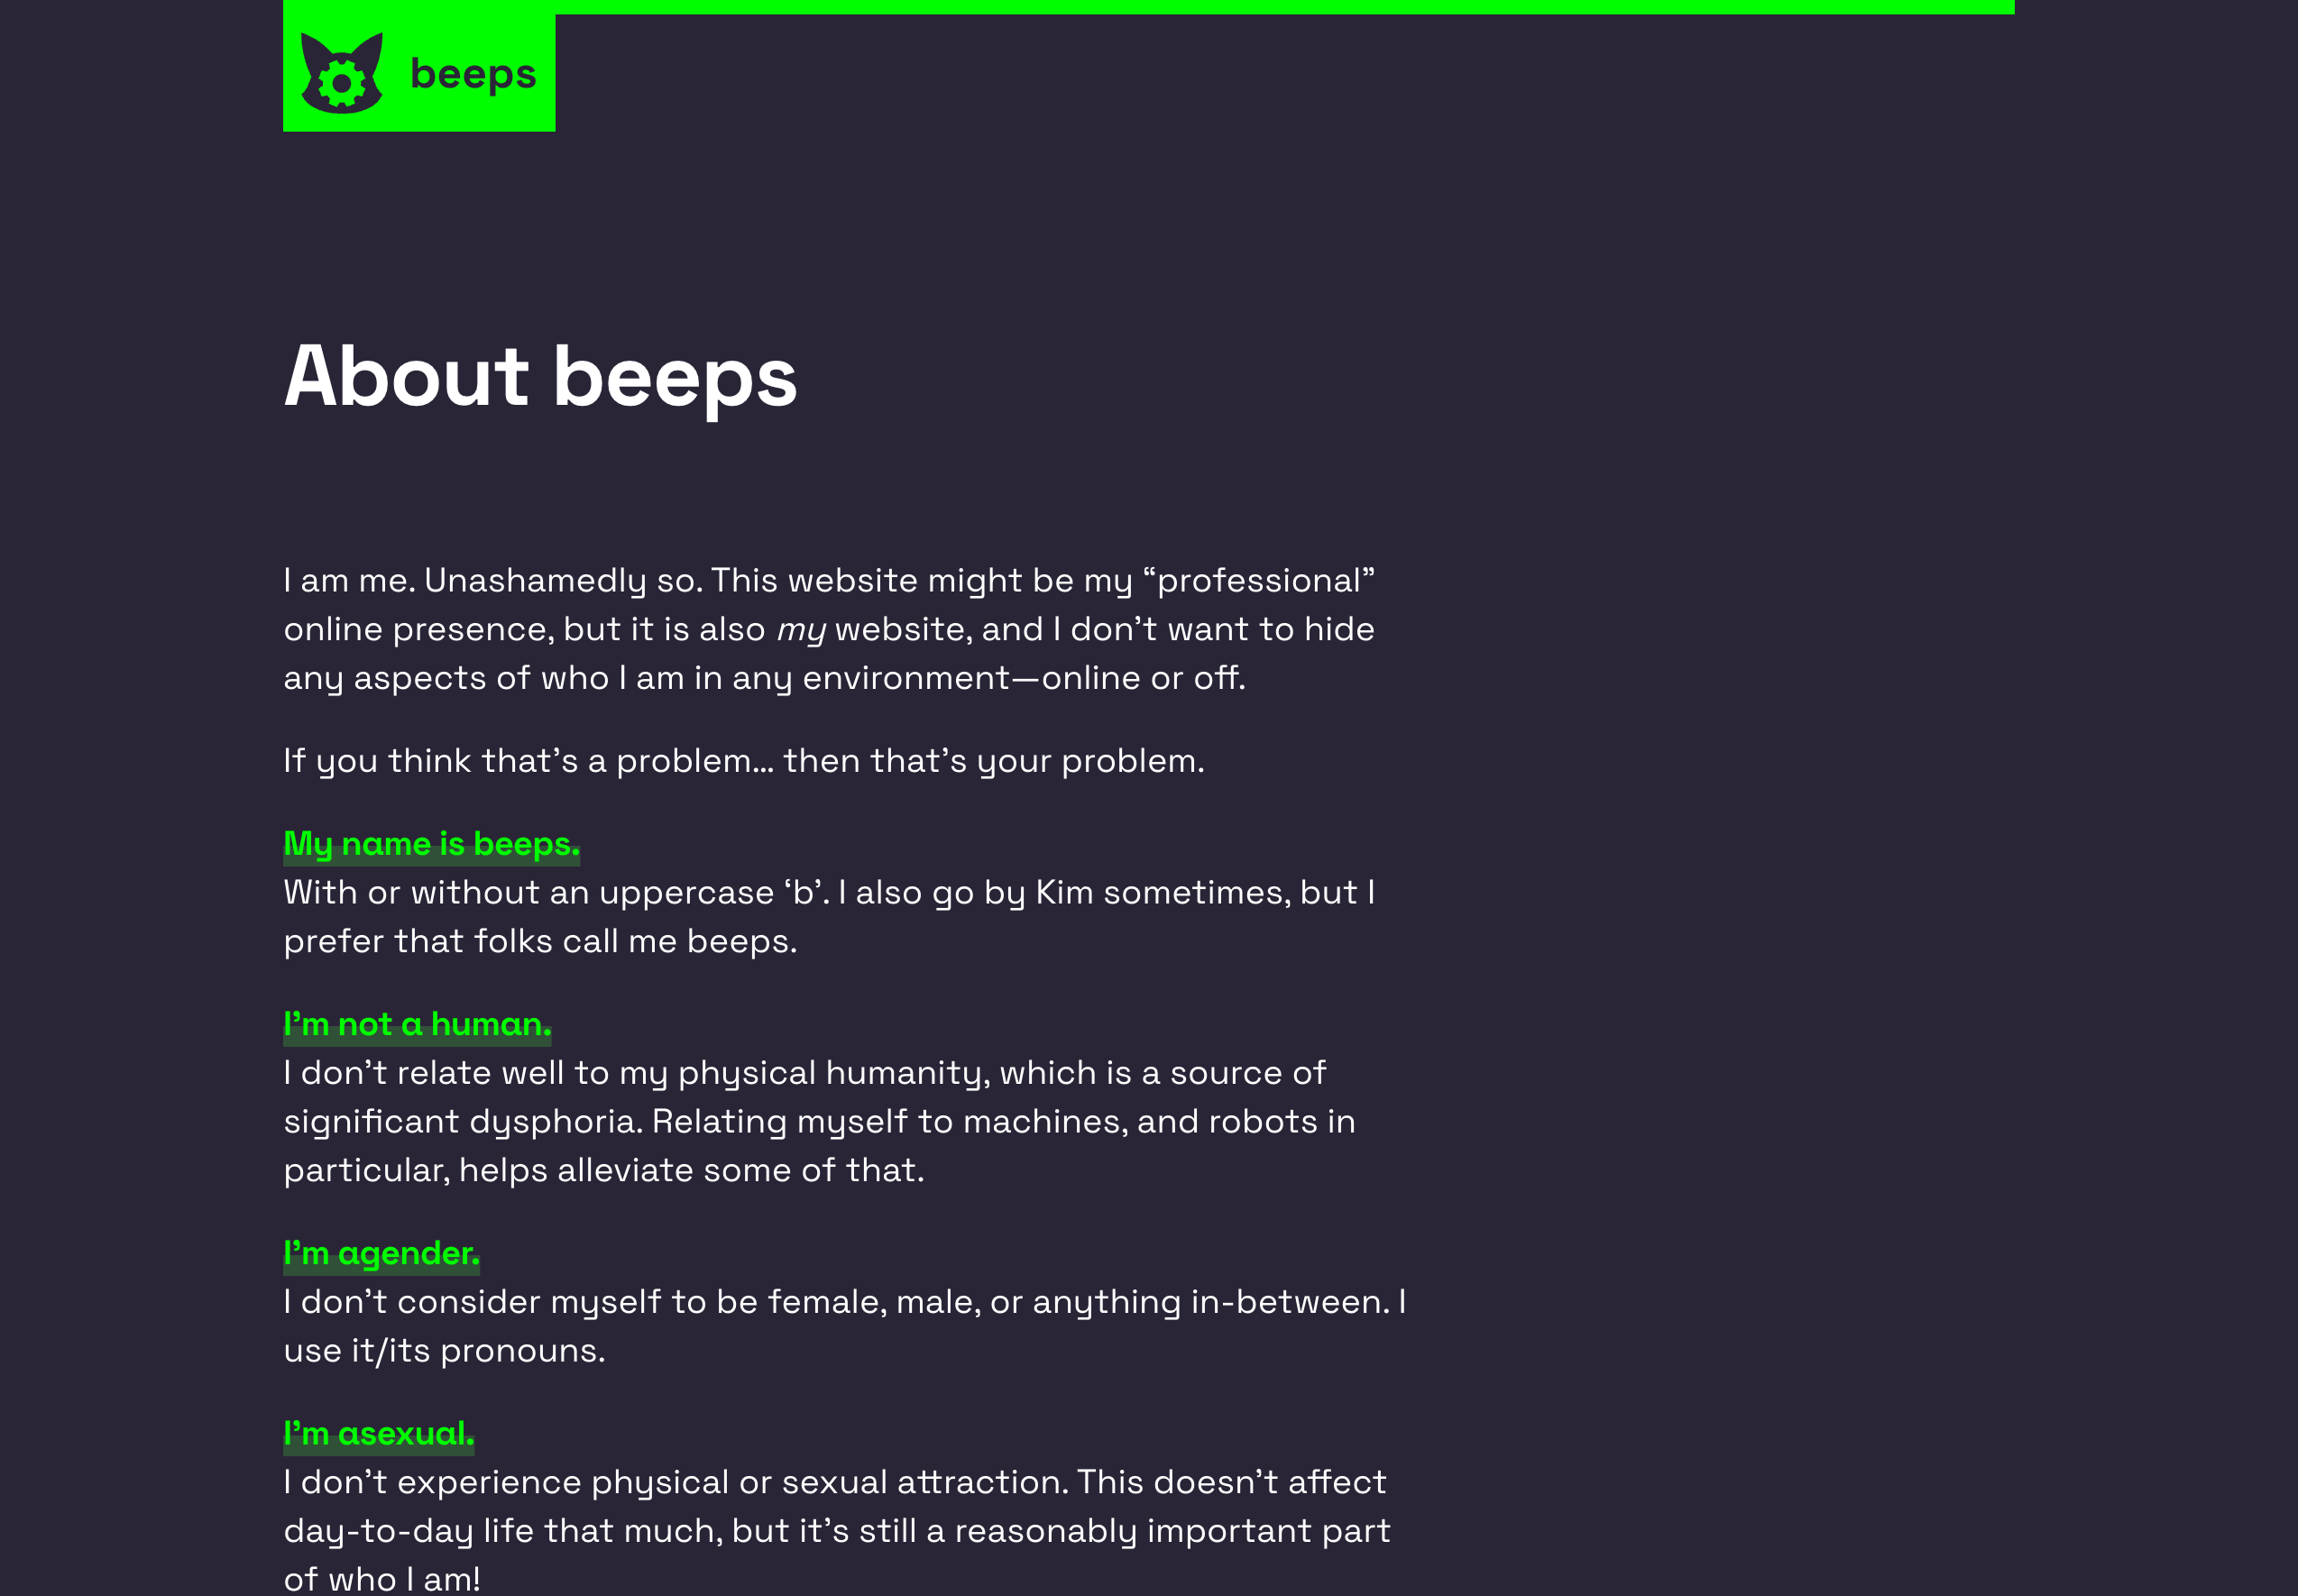 beeps
About beeps
I am me. Unashamedly so. This website might be my “professional”
online presence, but it is also my website, and I don’t want to hide
any aspects of who I am in any environment—online or off.
If you think that’s a problem… then that’s your problem.
My name is beeps.
With or without an uppercase ‘b’. I also go by Kim sometimes, but I
prefer that folks call me beeps.
I’m not a human.
I don’t relate well to my physical humanity, which is a source of
significant dysphoria. Relating myself to machines, and robots in
particular, helps alleviate some of that.
I’m agender.
I don’t consider myself to be female, male, or anything in-between. I
use it/its pronouns.
I’m asexual.
I don’t experience physical or sexual attraction. This doesn’t affect
day-to-day life that much, but it’s still a reasonably important part
of who I am!